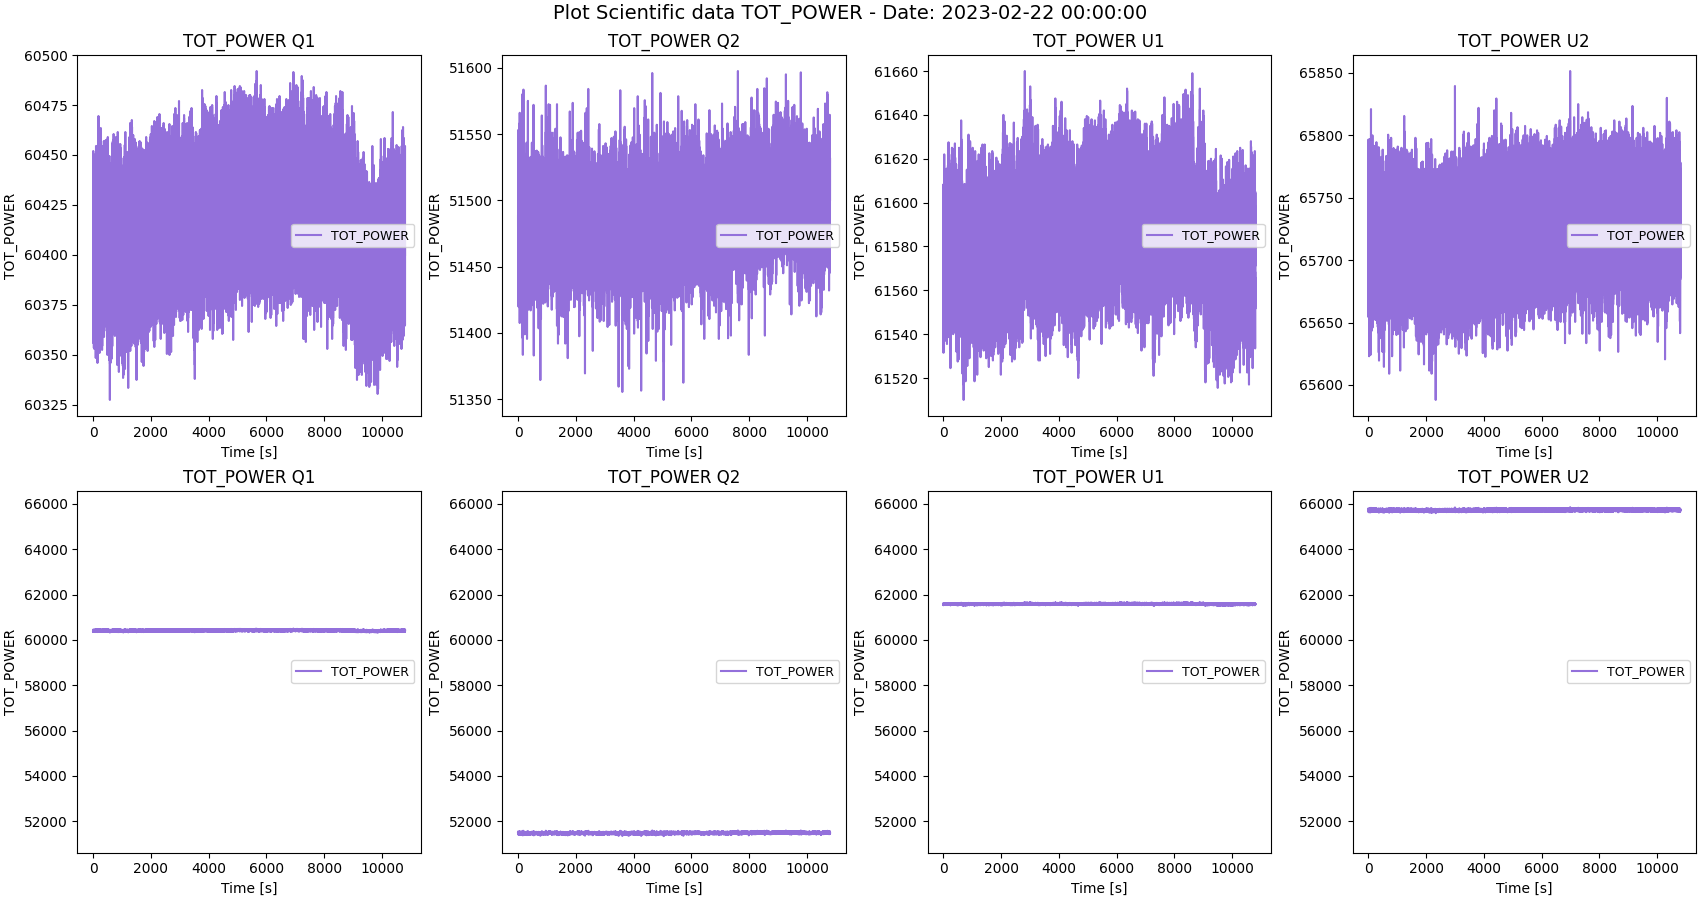 Plot Scientific data TOT_POWER - Date: 2023-02-22 00:00:00
TOT_POWER Q1
60500
60475
60450
60425
60400
60375
60350
60325
TOT_POWER
TOT_POWER
0 2000 4000 6000 8000 10000
Time [s]
TOT_POWER Q2
51600
51550
51500
51450
51400
51350
TOT_POWER
TOT_POWER
0 2000 4000 6000 8000 10000
Time [s]
TOT_POWER U1
61660
61640
61620
61600
61580
61560
61540
61520
TOT_POWER
TOT_POWER
0 2000 4000 6000 8000 10000
Time [s]
TOT_POWER U2
65850
65800
65750
65700
65650
65600
TOT_POWER
TOT_POWER
0 2000 4000 6000 8000 10000
Time [s]
TOT_POWER Q1
66000
64000
62000
60000
58000
56000
54000
52000
TOT_POWER
TOT_POWER
0 2000 4000 6000 8000 10000
Time [s]
TOT_POWER Q2
66000
64000
62000
60000
58000
56000
54000
52000
TOT_POWER
TOT_POWER
0 2000 4000 6000 8000 10000
Time [s]
TOT_POWER U1
66000
64000
62000
60000
58000
56000
54000
52000
TOT_POWER
TOT_POWER
0 2000 4000 6000 8000 10000
Time [s]
TOT_POWER U2
66000
64000
62000
60000
58000
56000
54000
52000
TOT_POWER
TOT_POWER
0 2000 4000 6000 8000 10000
Time [s]